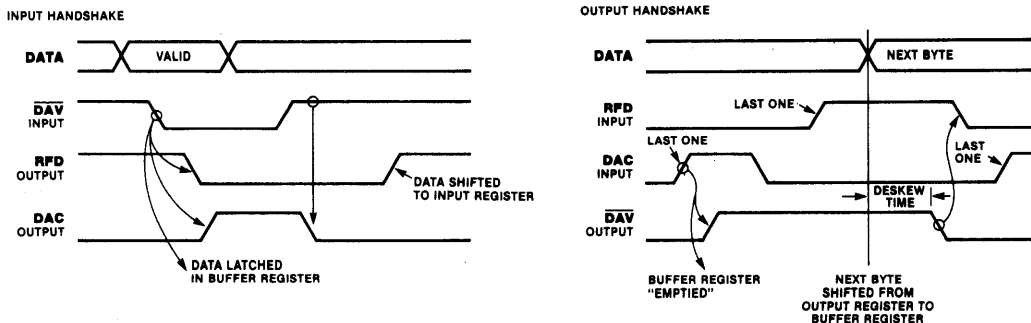 INPUT HANDSHAKE
DATA
VALID
DAV
INPUT
RFD
OUTPUT
DATA SHIFTED
TO INPUT REGISTER
DAC
OUTPUT
DATA LATCHED
IN BUFFER REGISTER
OUTPUT HANDSHAKE
DATA
NEXT BYTE
LAST ONE
RFD
INPUT
LAST ONE
LAST
ONE
DAC
INPUT
DESKEW
TIME
DAV
OUTPUT
BUFFER REGISTER
"EMPTIED"
NEXT BYTE
SHIFTED FROM
OUTPUT REGISTER TO
BUFFER REGISTER